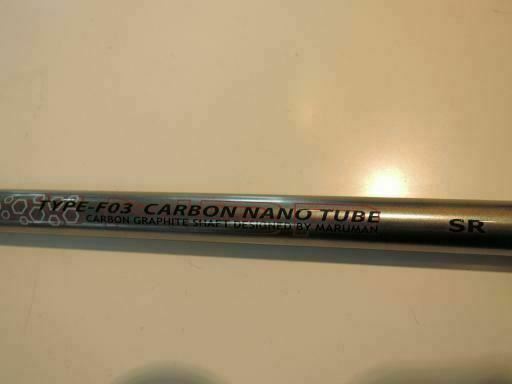 TYPE-F03 CARBON NANO TUBE
CARBON GRAPHITE SHAFT DESIGNED BY MARUMAN
SR